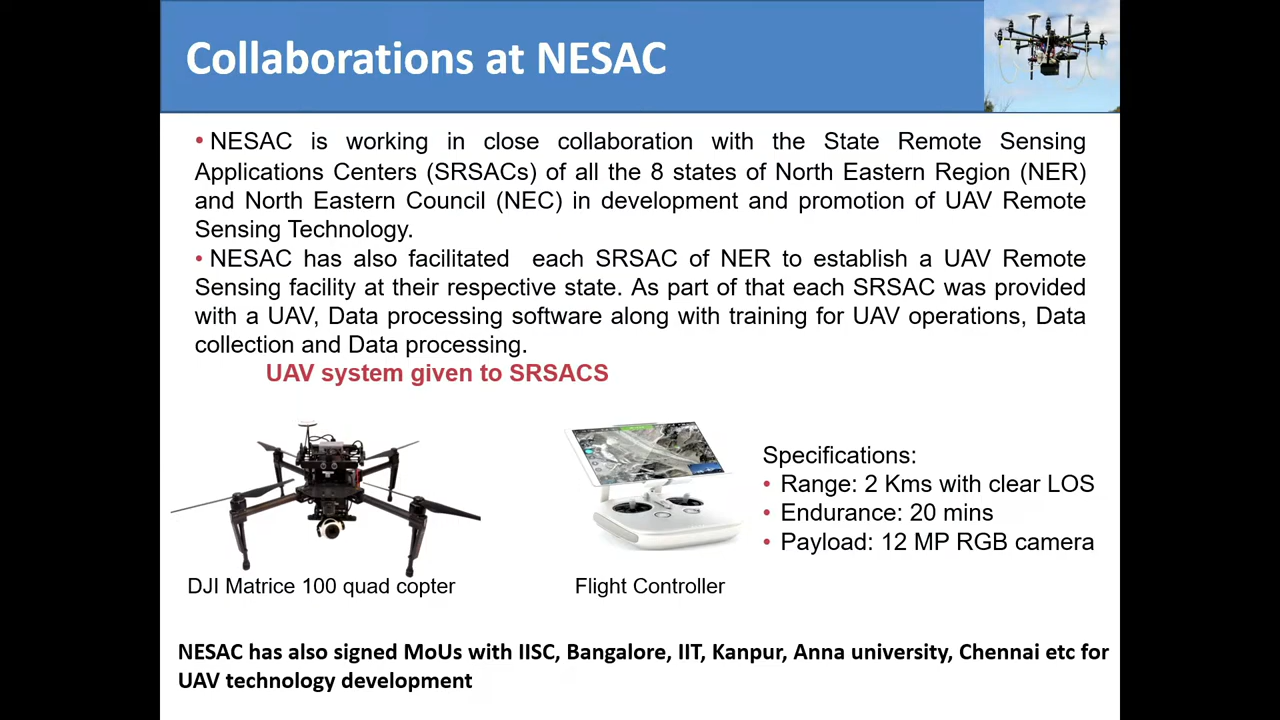 Collaborations at NESAC
• NESAC is working in close collaboration with the State Remote Sensing
Applications Centers (SRSACs) of all the 8 states of North Eastern Region (NER)
and North Eastern Council (NEC) in development and promotion of UAV Remote
Sensing Technology.
• NESAC has also facilitated each SRSAC of NER to establish a UAV Remote
Sensing facility at their respective state. As part of that each SRSAC was provided
with a UAV, Data processing software along with training for UAV operations, Data
collection and Data processing.
UAV system given to SRSACS
Specifications:
• Range: 2 Kms with clear LOS
• Endurance: 20 mins
• Payload: 12 MP RGB camera
DJI Matrice 100 quad copter
Flight Controller
NESAC has also signed MoUs with IISC, Bangalore, IIT, Kanpur, Anna university, Chennai etc for
UAV technology development